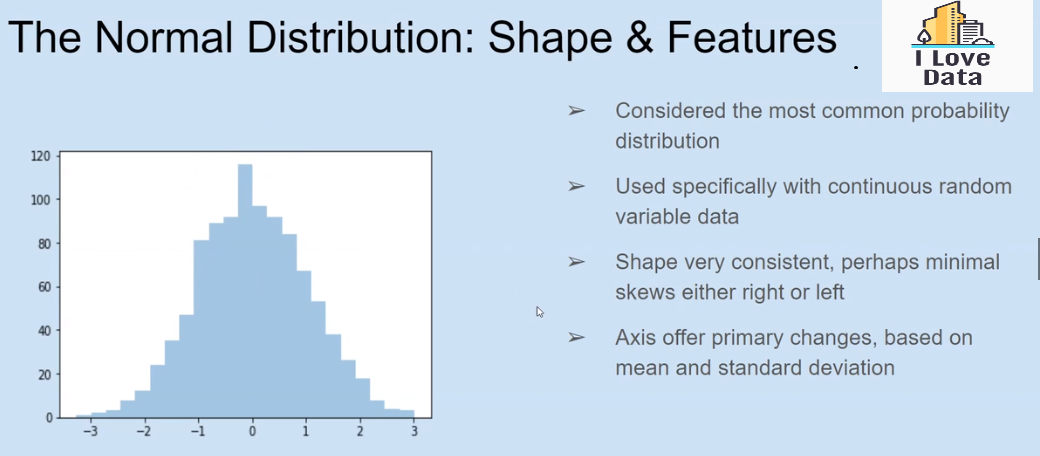 The Normal Distribution: Shape & Features
.
I Love
Data
➢ Considered the most common probability
distribution
➢ Used specifically with continuous random
variable data
➢ Shape very consistent, perhaps minimal
skews either right or left
➢ Axis offer primary changes, based on
mean and standard deviation
120
100
80
60
40
20
0
−3 −2 −1 0 1 2 3